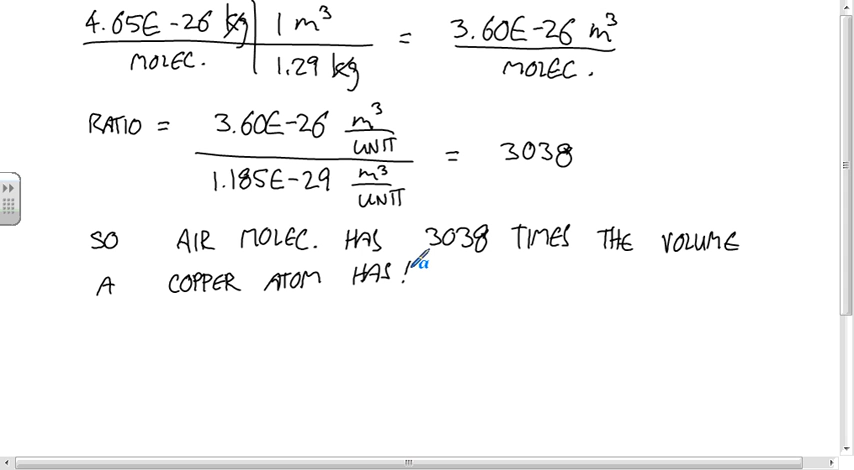 4.65E-26 kg | 1 m³ = 3.60E-26 m³
MOLEC. | 1.29 kg MOLEC.
RATIO = 3.60E-26 m³/UNIT
= 3038
1.185E-29 m³/UNIT
SO AIR MOLEC. HAS 3038 TIMES THE VOLUME
A COPPER ATOM HAS!